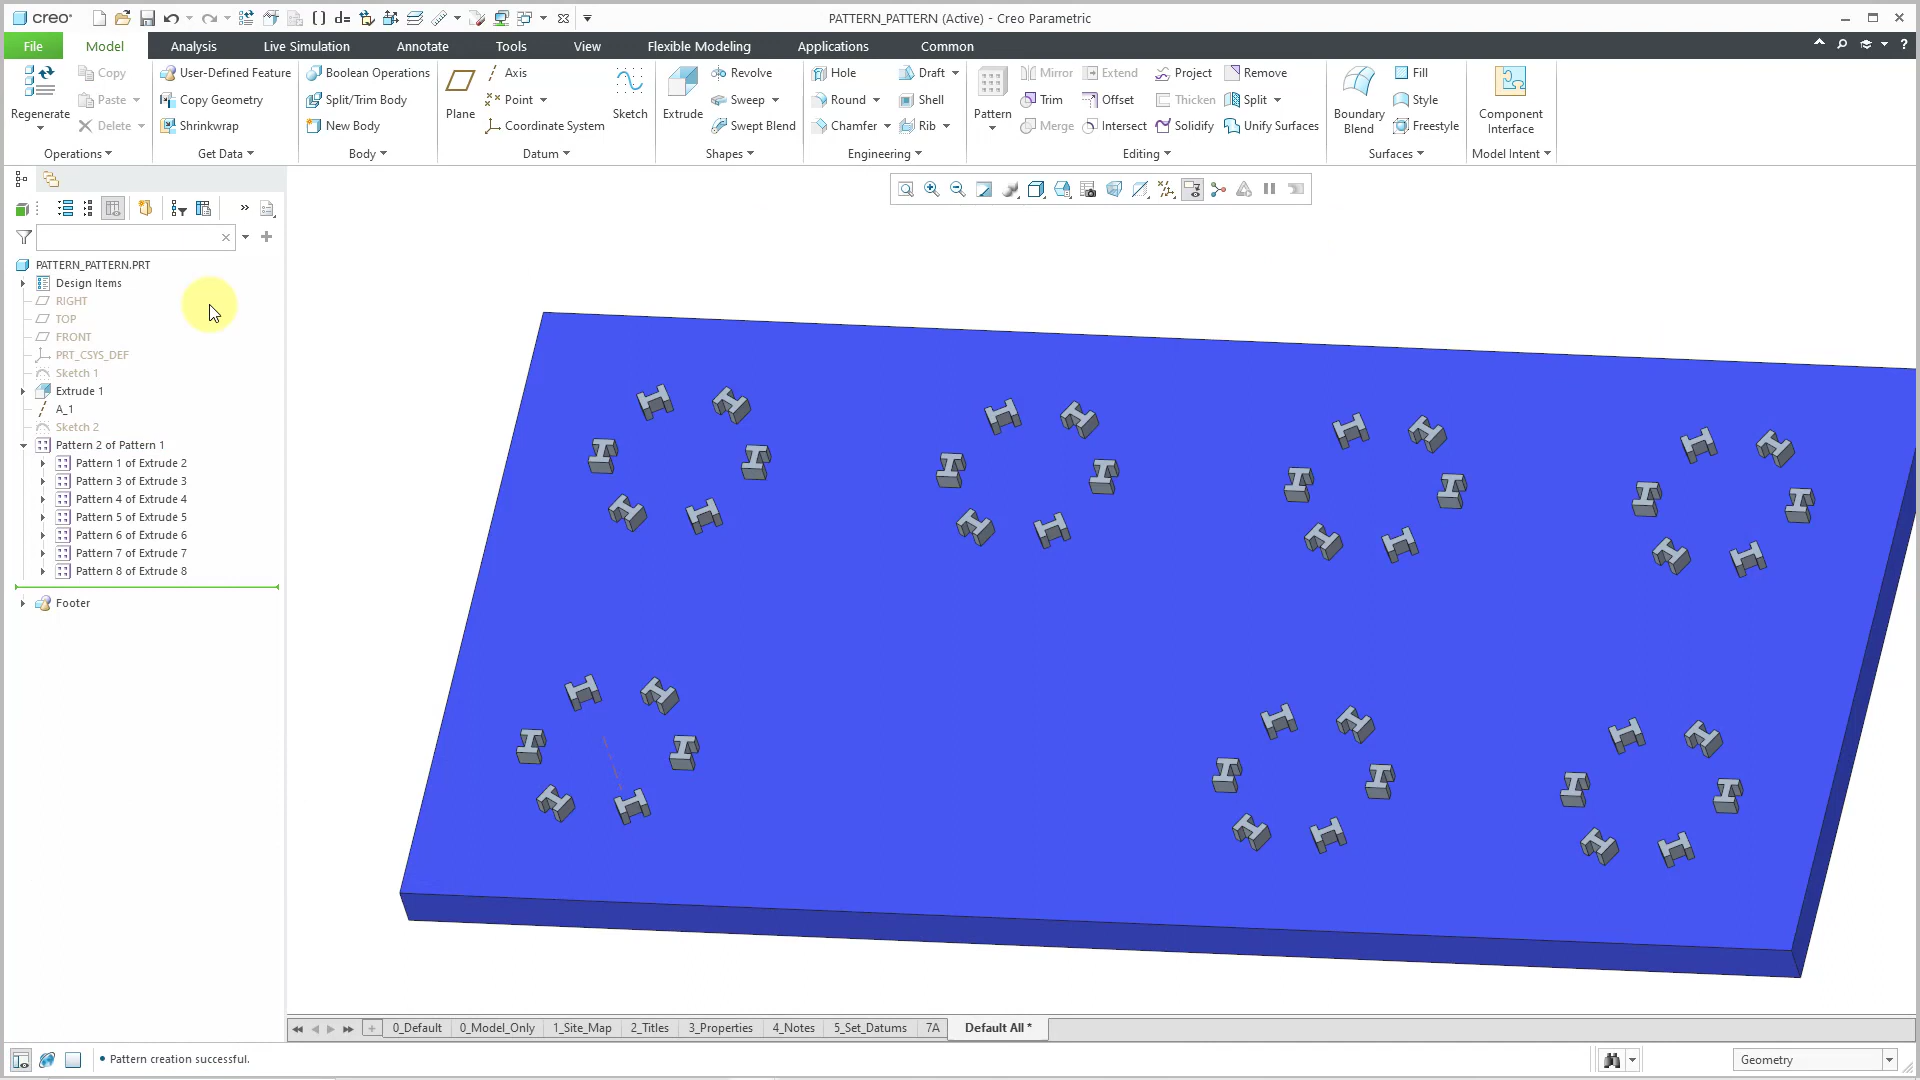 creo° PATTERN_PATTERN (Active) - Creo Parametric
File Model Analysis Live Simulation Annotate Tools View Flexible Modeling Applications Common
Copy User-Defined Feature Boolean Operations Axis Revolve Hole Draft Mirror Extend Project Remove Fill
Paste Copy Geometry Split/Trim Body Point Sweep Round Shell Trim Offset Thicken Split Style
Regenerate Plane Sketch Extrude Pattern Boundary Blend Component Interface
Delete Shrinkwrap New Body Coordinate System Swept Blend Chamfer Rib Merge Intersect Solidify Unify Surfaces Freestyle
Operations Get Data Body Datum Shapes Engineering Editing Surfaces Model Intent
PATTERN_PATTERN.PRT
Design Items
RIGHT
TOP
FRONT
PRT_CSYS_DEF
Sketch 1
Extrude 1
A_1
Sketch 2
Pattern 2 of Pattern 1
Pattern 1 of Extrude 2
Pattern 3 of Extrude 3
Pattern 4 of Extrude 4
Pattern 5 of Extrude 5
Pattern 6 of Extrude 6
Pattern 7 of Extrude 7
Pattern 8 of Extrude 8
Footer
0_Default 0_Model_Only 1_Site_Map 2_Titles 3_Properties 4_Notes 5_Set_Datums 7A Default All *
• Pattern creation successful. Geometry